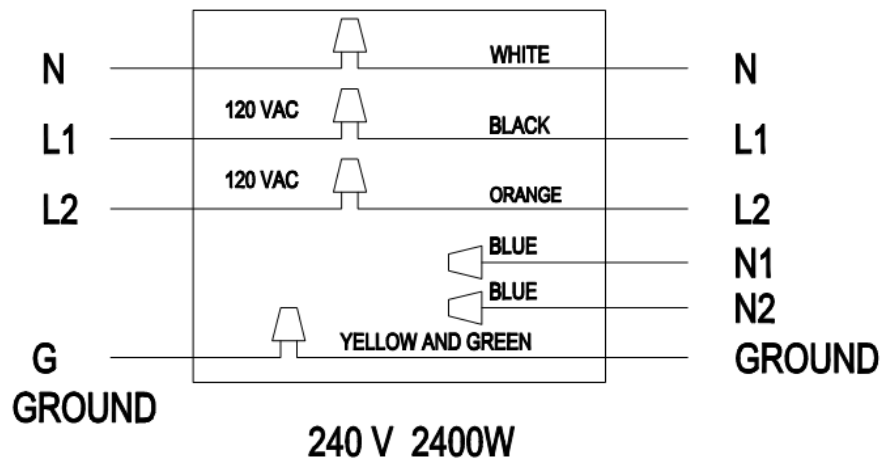 N WHITE N
120 VAC
L1 BLACK L1
120 VAC
L2 ORANGE L2
BLUE N1
BLUE N2
G YELLOW AND GREEN GROUND
GROUND
240 V 2400W